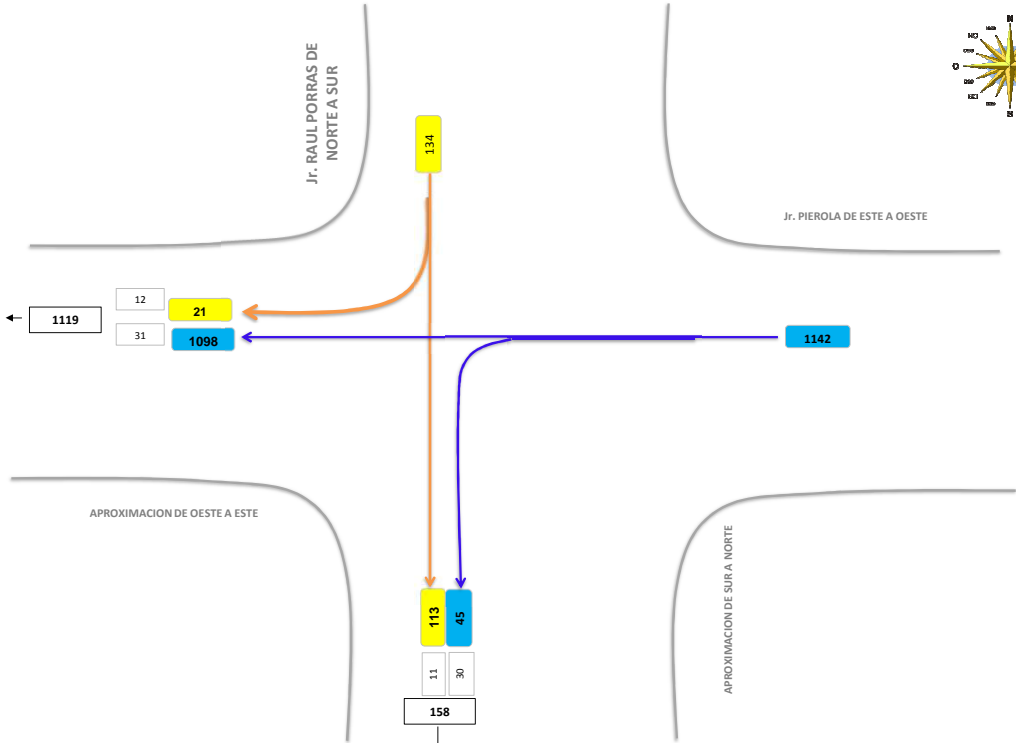 N
O
Jr. RAUL PORRAS DE
NORTE A SUR
134
Jr. PIEROLA DE ESTE A OESTE
12
21
1119
31
1098
1142
APROXIMACION DE OESTE A ESTE
APROXIMACION DE SUR A NORTE
113
45
11
30
158